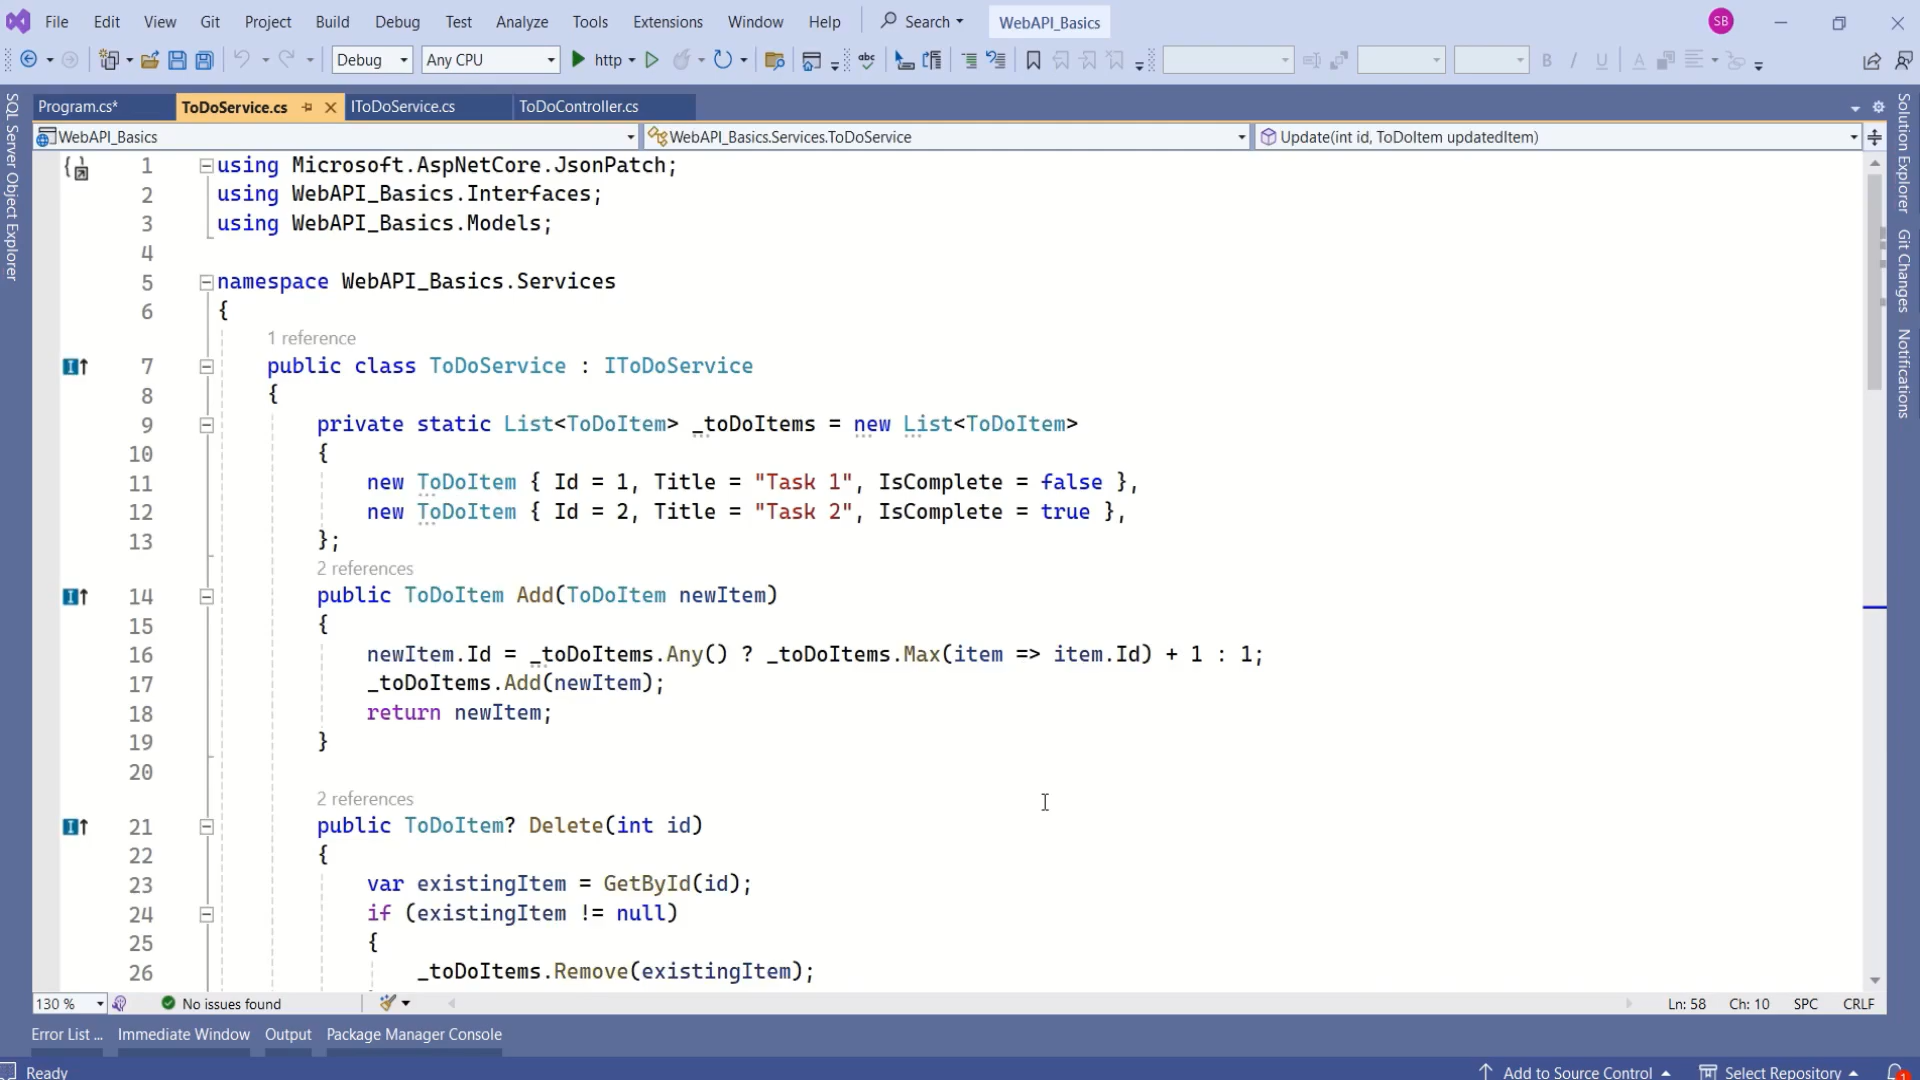 File Edit View Git Project Build Debug Test Analyze Tools Extensions Window Help Search WebAPI_Basics SB
Debug Any CPU http
Program.cs* ToDoService.cs IToDoService.cs ToDoController.cs
WebAPI_Basics WebAPI_Basics.Services.ToDoService Update(int id, ToDoItem updatedItem)
SQL Server Object Explorer
1 using Microsoft.AspNetCore.JsonPatch;
2 using WebAPI_Basics.Interfaces;
3 using WebAPI_Basics.Models;
4
5 namespace WebAPI_Basics.Services
6 {
1 reference
7 public class ToDoService : IToDoService
8 {
9 private static List<ToDoItem> _toDoItems = new List<ToDoItem>
10 {
11 new ToDoItem { Id = 1, Title = "Task 1", IsComplete = false },
12 new ToDoItem { Id = 2, Title = "Task 2", IsComplete = true },
13 };
2 references
14 public ToDoItem Add(ToDoItem newItem)
15 {
16 newItem.Id = _toDoItems.Any() ? _toDoItems.Max(item => item.Id) + 1 : 1;
17 _toDoItems.Add(newItem);
18 return newItem;
19 }
20
2 references
21 public ToDoItem? Delete(int id)
22 {
23 var existingItem = GetById(id);
24 if (existingItem != null)
25 {
26 _toDoItems.Remove(existingItem);
Solution Explorer
Git Changes
Notifications
130 % No issues found Ln: 58 Ch: 10 SPC CRLF
Error List ... Immediate Window Output Package Manager Console
Ready Add to Source Control Select Repository 1